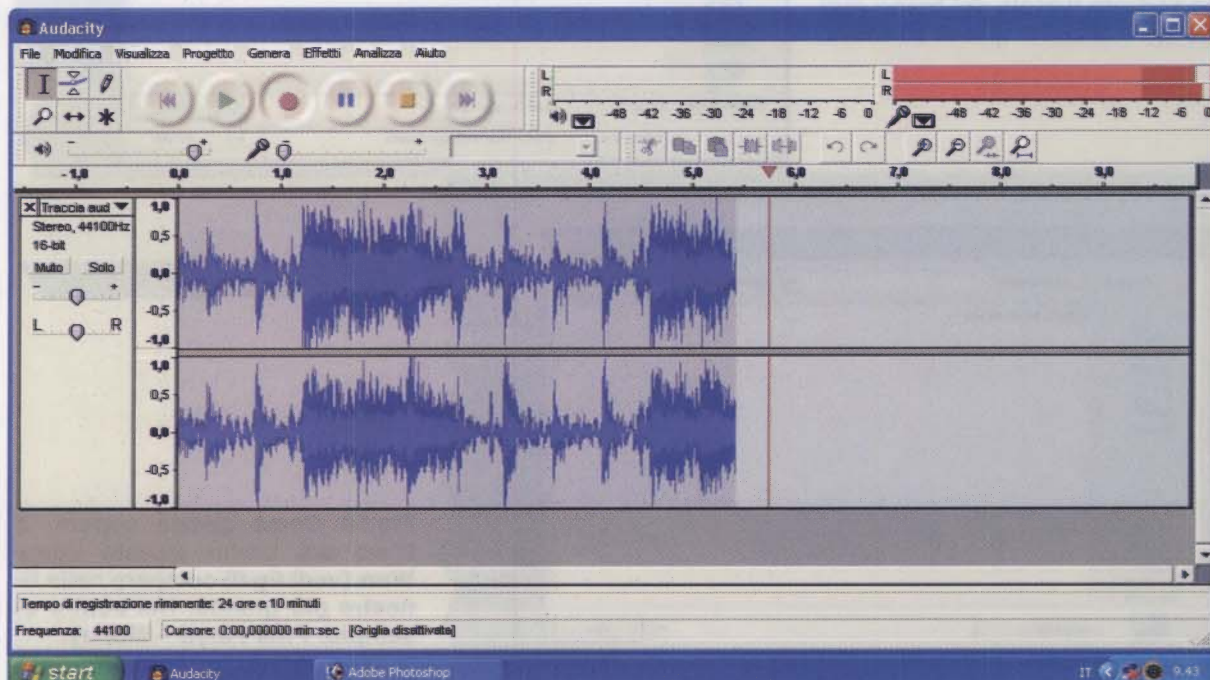 Audacity
File Modifica Visualizza Progetto Genera Effetti Analizza Aiuto
L
R
-48 -42 -36 -30 -24 -18 -12 -6 0
L
R
-48 -42 -36 -30 -24 -18 -12 -6 0
- +
- +
-1,0 0,0 1,0 2,0 3,0 4,0 5,0 6,0 7,0 8,0 9,0
X Traccia aud
Stereo, 44100Hz
16-bit
Muto Solo
- +
L R
1,0
0,5
0,0
-0,5
-1,0
1,0
0,5
0,0
-0,5
-1,0
Tempo di registrazione rimanente: 24 ore e 10 minuti
Frequenza: 44100 Cursore: 0:00,000000 min:sec [Griglia disattivata]
start Audacity Adobe Photoshop IT 9.43